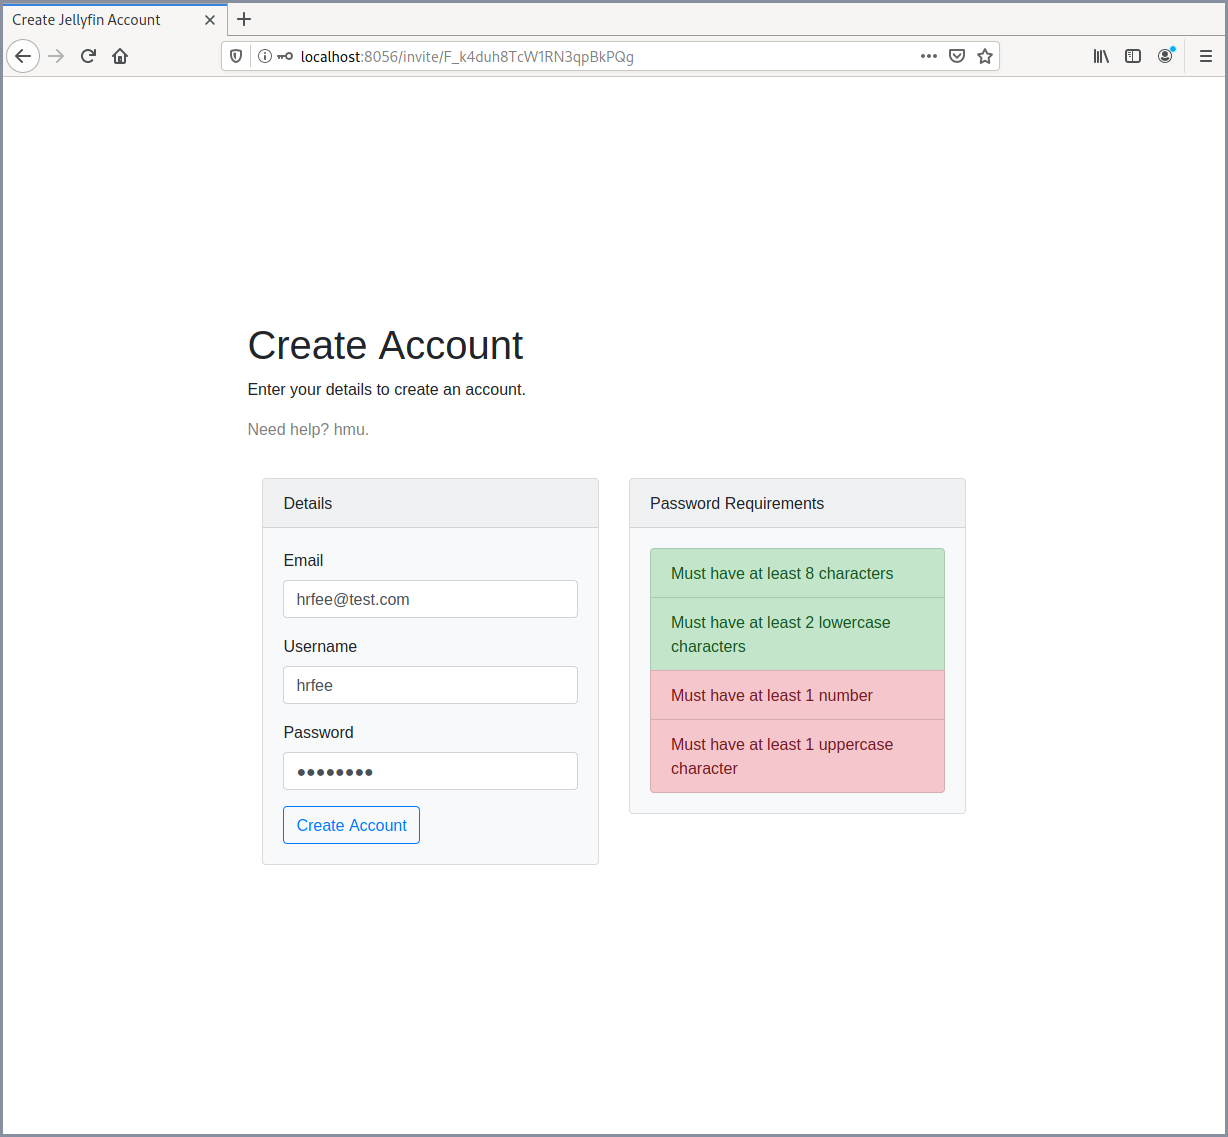 Create Jellyfin Account
localhost:8056/invite/F_k4duh8TcW1RN3qpBkPQg
Create Account
Enter your details to create an account.
Need help? hmu.
Details
Email
hrfee@test.com
Username
hrfee
Password
Create Account
Password Requirements
Must have at least 8 characters
Must have at least 2 lowercase
characters
Must have at least 1 number
Must have at least 1 uppercase
character